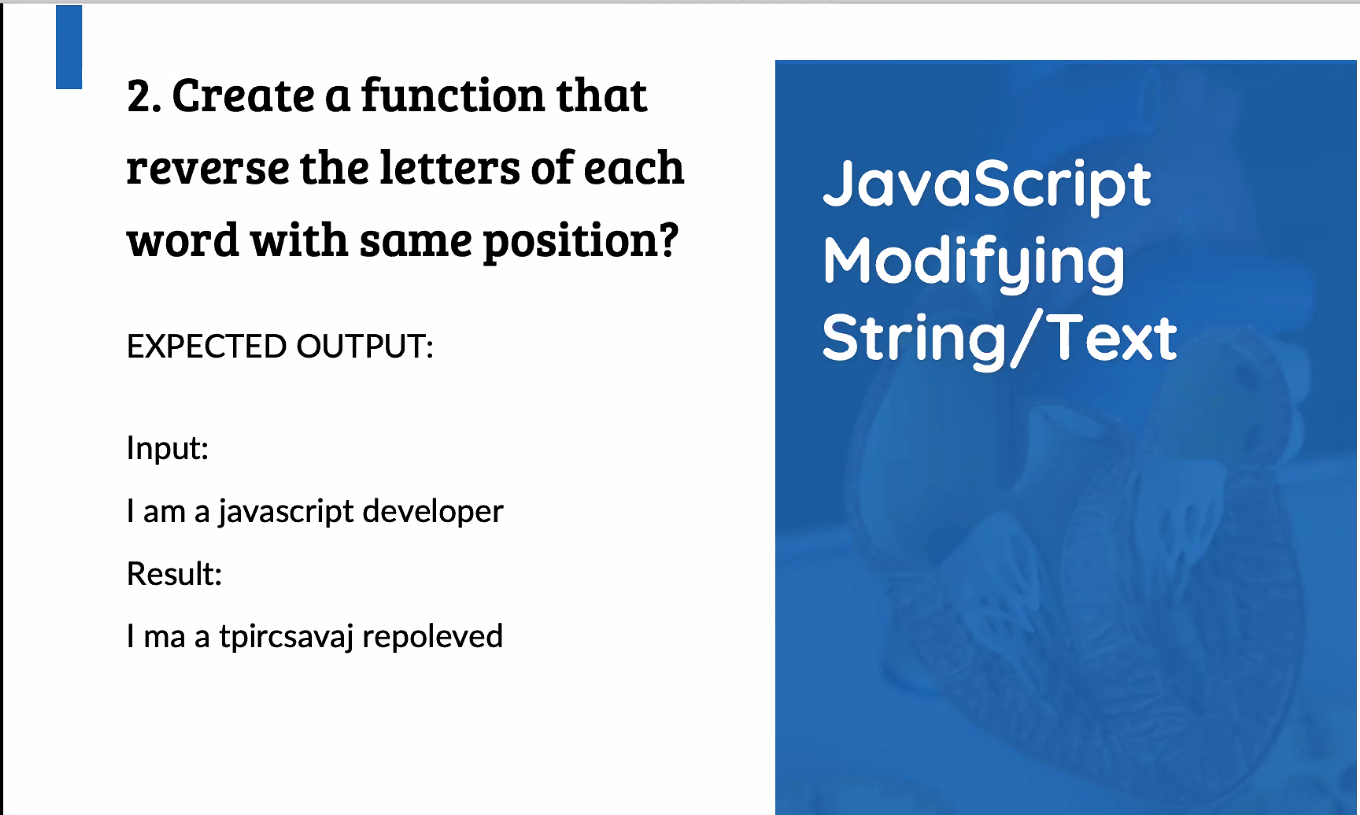 2. Create a function that
reverse the letters of each
word with same position?
EXPECTED OUTPUT:
Input:
I am a javascript developer
Result:
I ma a tpircsavaj repoleved
JavaScript
Modifying
String/Text